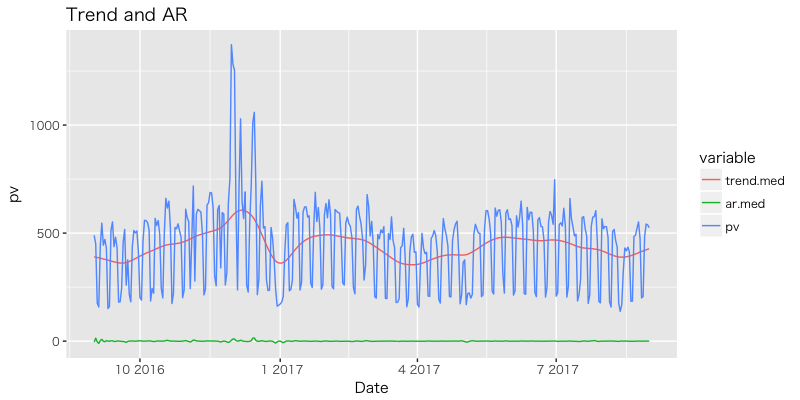 Trend and AR
pv
1000
500
0
10 2016
1 2017
4 2017
7 2017
Date
variable
trend.med
ar.med
pv